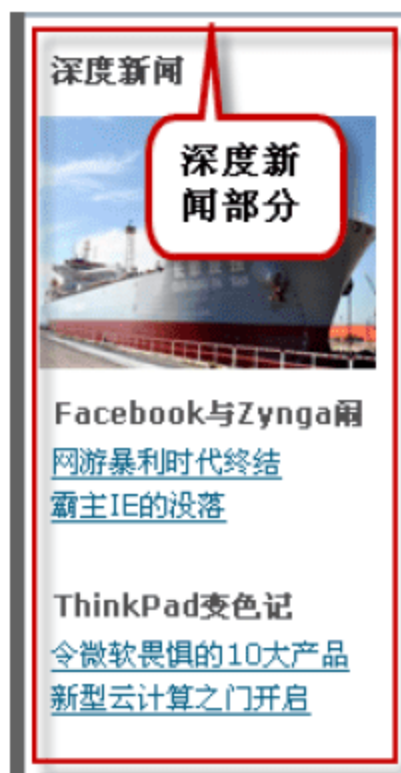 深度新闻
深度新
闻部分
Facebook与Zynga闹
网游暴利时代终结
霸主IE的没落
ThinkPad变色记
令微软畏惧的10大产品
新型云计算之门开启